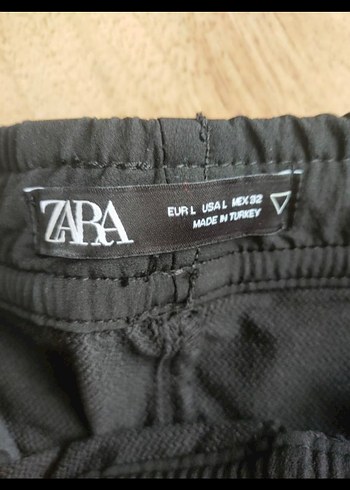 ZARA
EUR L USA L MEX 32
MADE IN TURKEY